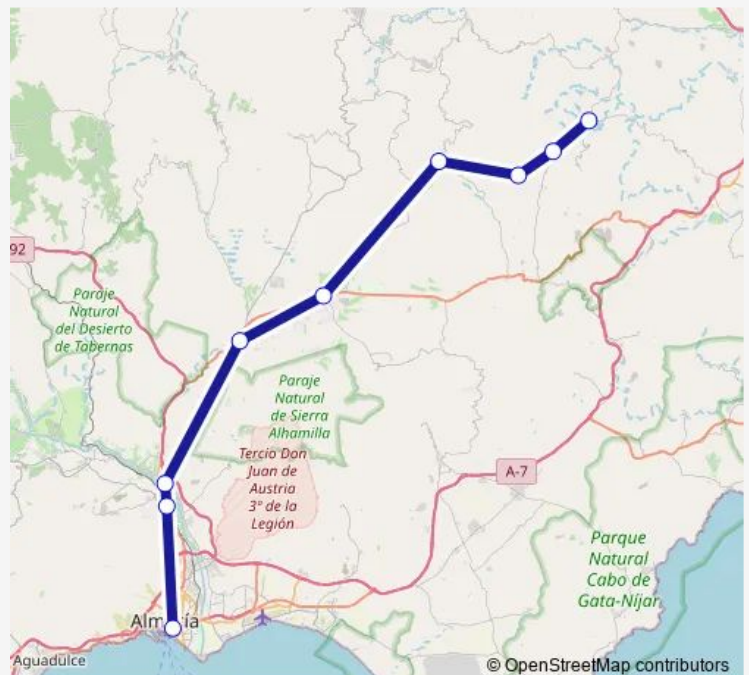 92
Paraje
Natural
del Desierto
de Tabernas
Paraje
Natural
de Sierra
Alhamilla
Tercio Don
Juan de
Austria
3º de la
Legión
A-7
Parque
Natural
Cabo de
Gata-Níjar
Almería
Aguadulce
© OpenStreetMap contributors